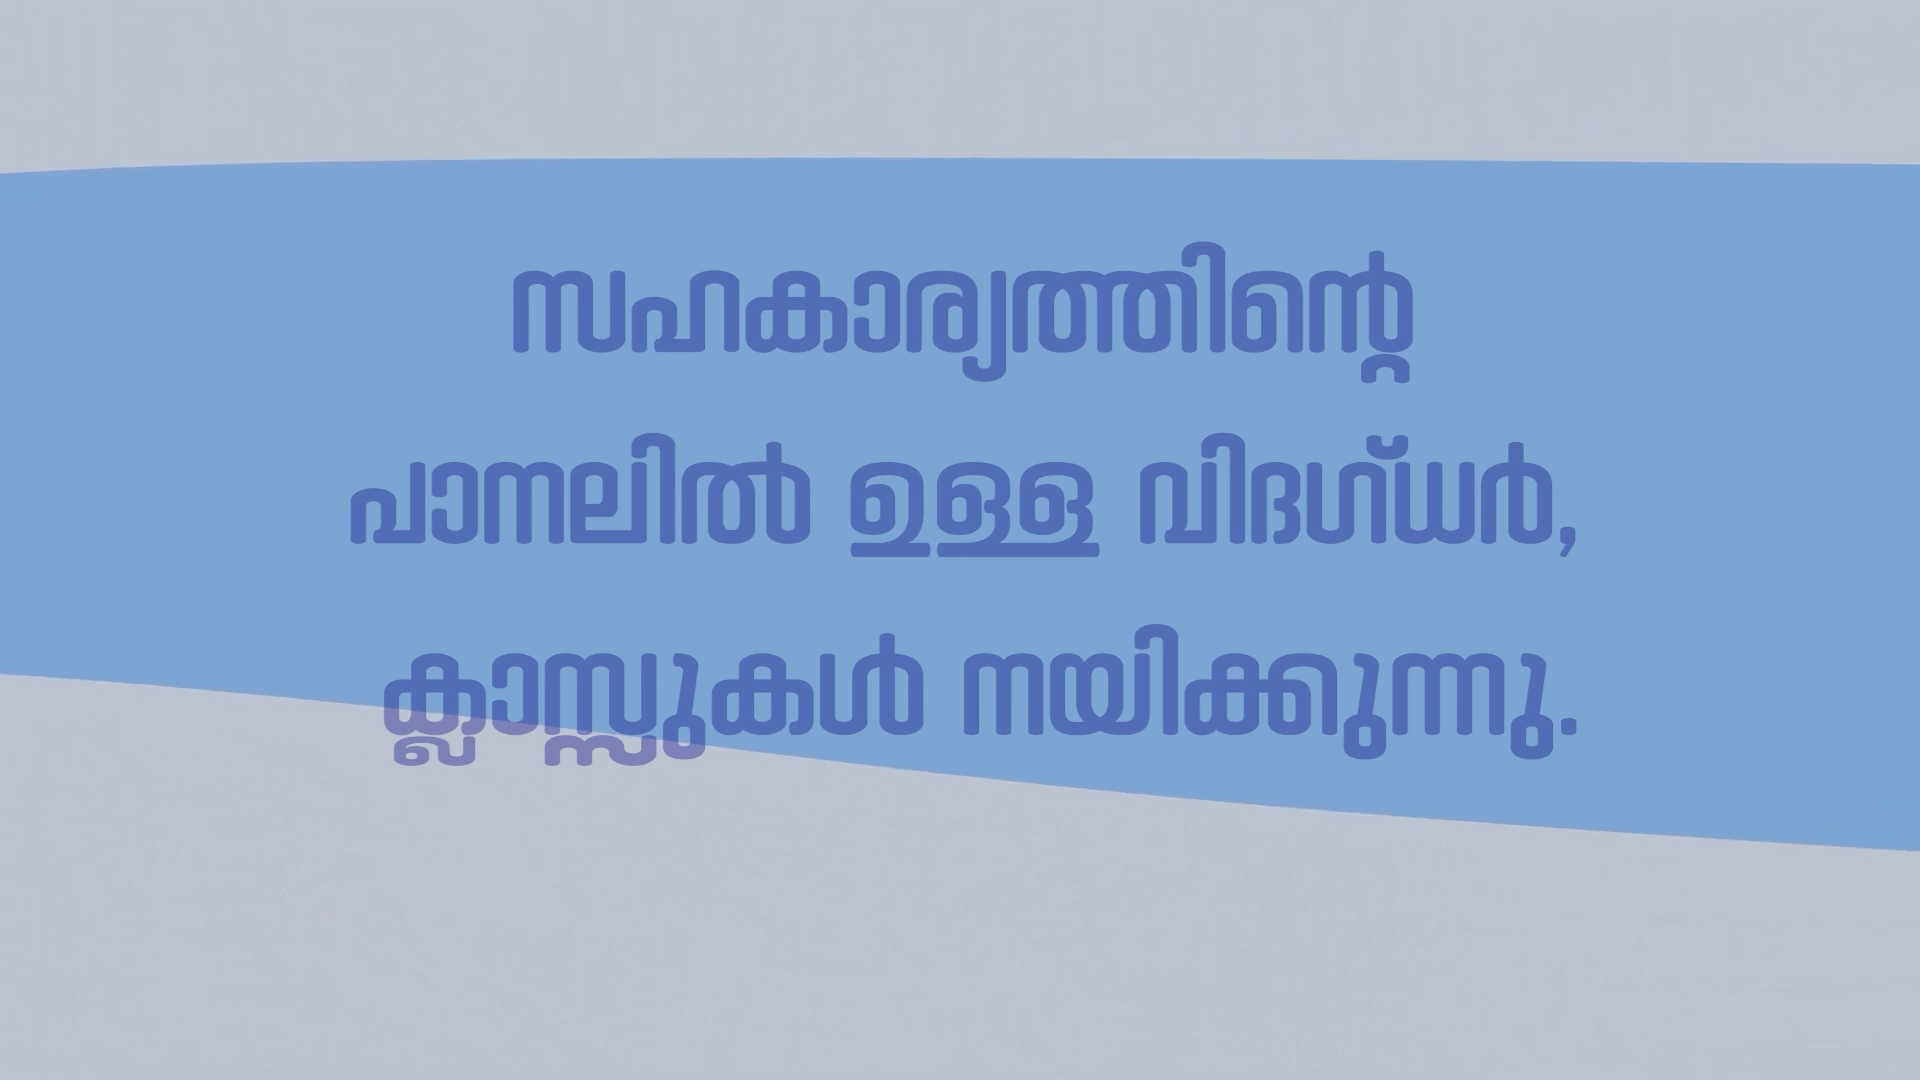 സഹകാര്യത്തിന്റെ
പാനലിൽ ഉള്ള വിദഗ്ധർ,
ക്ലാസ്സുകൾ നയിക്കുന്നു.